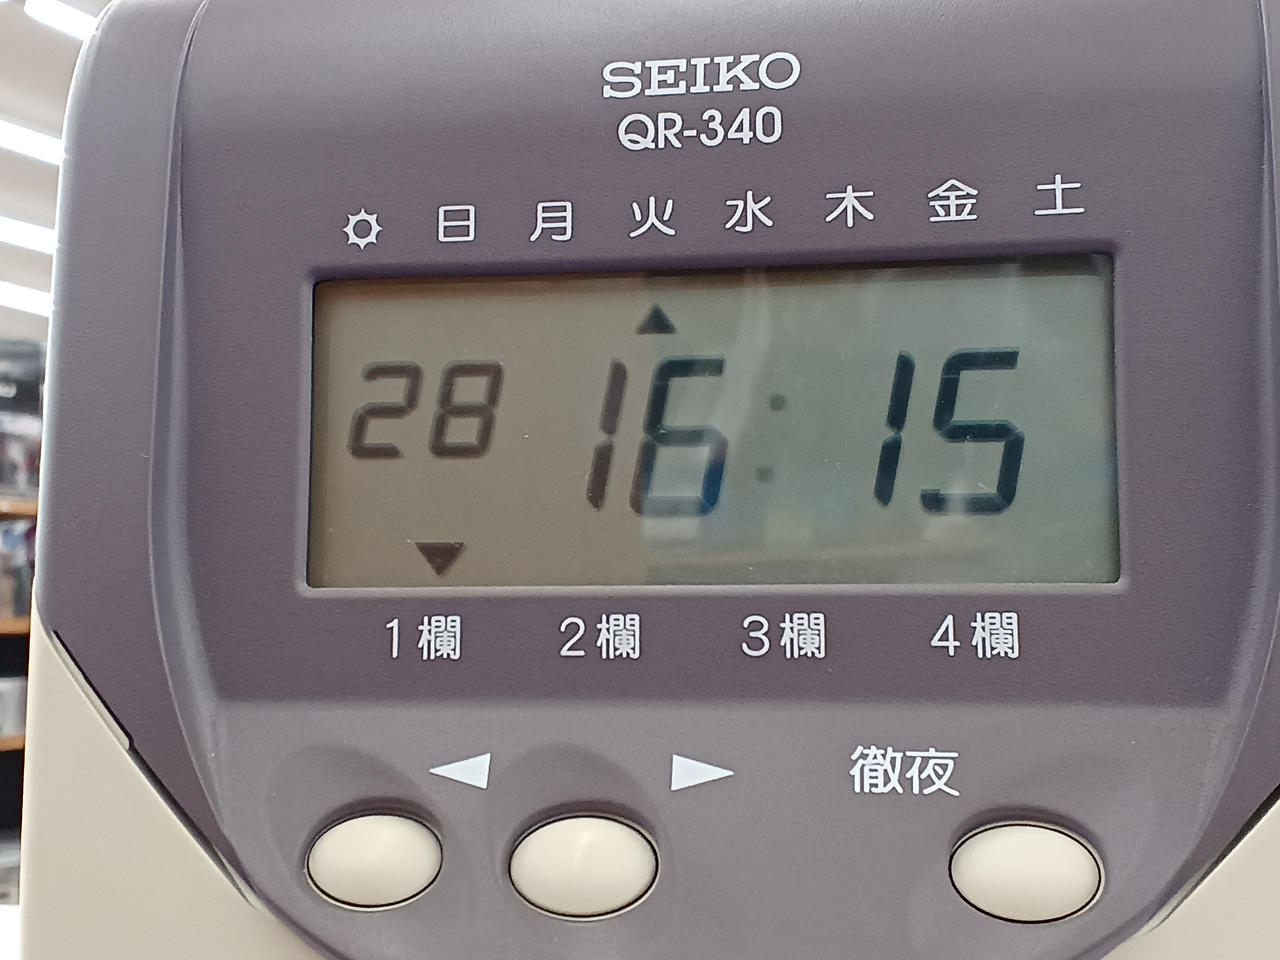 SEIKO
QR-340
日 月 火 水 木 金 土
28 16:15
1欄 2欄 3欄 4欄
徹夜